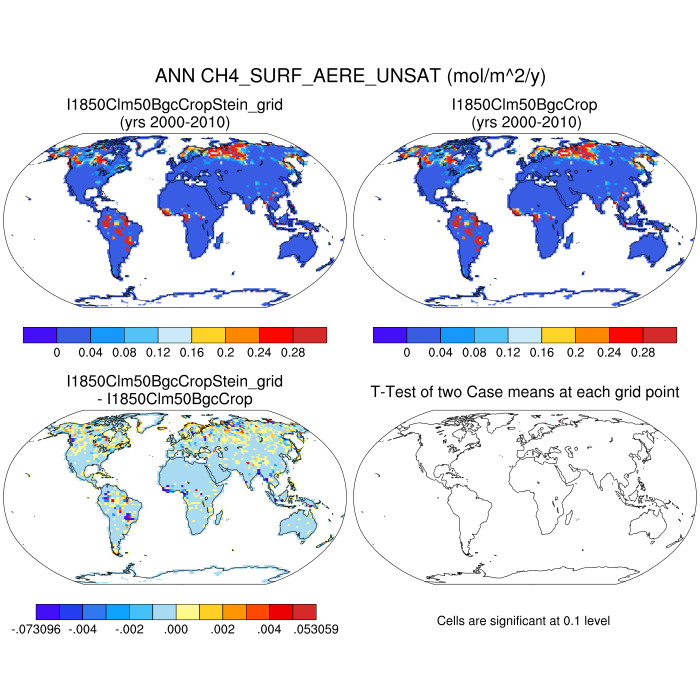 ANN CH4_SURF_AERE_UNSAT (mol/m^2/y)
I1850Clm50BgcCropStein_grid
(yrs 2000-2010)
I1850Clm50BgcCrop
(yrs 2000-2010)
0 0.04 0.08 0.12 0.16 0.2 0.24 0.28
0 0.04 0.08 0.12 0.16 0.2 0.24 0.28
I1850Clm50BgcCropStein_grid
- I1850Clm50BgcCrop
T-Test of two Case means at each grid point
-.073096 -.004 -.002 .000 .002 .004 .053059
Cells are significant at 0.1 level